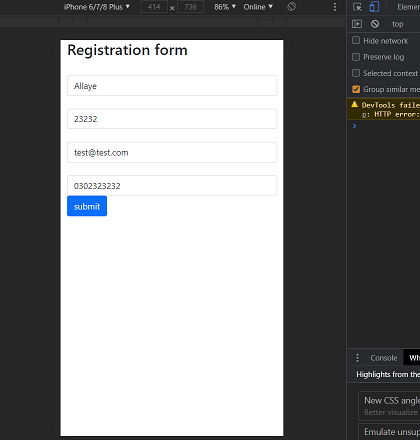 iPhone 6/7/8 Plus ▼ 414 × 736 86% ▼ Online ▼
Elemen
top
Hide network
Preserve log
Selected context
Group similar me
DevTools faile
p: HTTP error:
Registration form
Allaye
23232
test@test.com
0302323232
submit
Console Wh
Highlights from the
New CSS angle
Better visualize
Emulate unsup